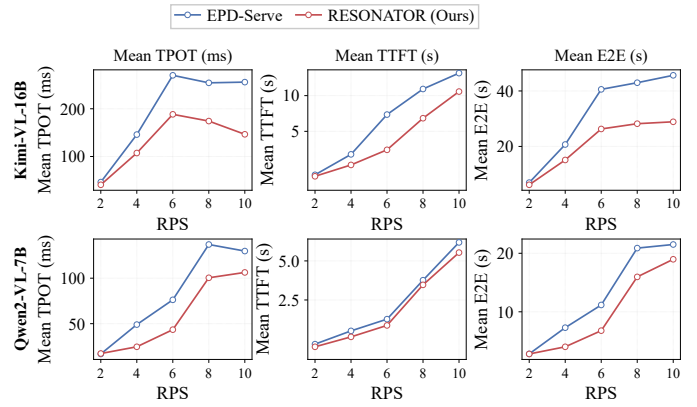 EPD-Serve RESONATOR (Ours)
Mean TPOT (ms) Mean TTFT (s) Mean E2E (s)
Kimi-VL-16B
Mean TPOT (ms)
200
100
2 4 6 8 10
RPS
Mean TTFT (s)
10
5
2 4 6 8 10
RPS
Mean E2E (s)
40
20
2 4 6 8 10
RPS
Qwen2-VL-7B
Mean TPOT (ms)
100
50
2 4 6 8 10
RPS
Mean TTFT (s)
5.0
2.5
2 4 6 8 10
RPS
Mean E2E (s)
20
10
2 4 6 8 10
RPS